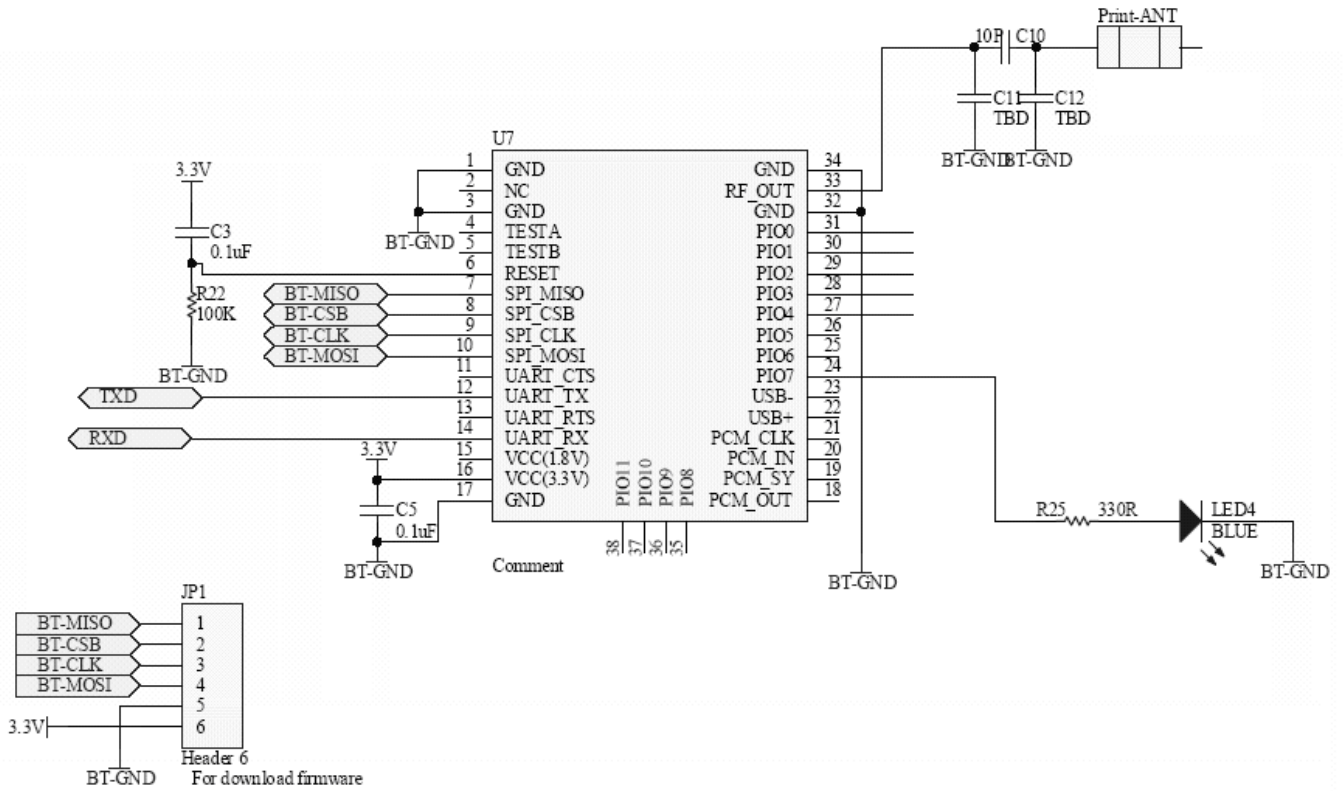 Print-ANT
10P C10
C11 C12
TBD TBD
BT-GND BT-GND
U7
3.3V
C3
0.1uF
R22
100K
BT-GND
BT-GND
1 GND GND 34
2 NC RF_OUT 33
3 GND GND 32
4 TESTA PIO0 31
5 TESTB PIO1 30
6 RESET PIO2 29
BT-MISO 7 SPI_MISO PIO3 28
BT-CSB 8 SPI_CSB PIO4 27
BT-CLK 9 SPI_CLK PIO5 26
BT-MOSI 10 SPI_MOSI PIO6 25
11 UART_CTS PIO7 24
TXD 12 UART_TX USB- 23
13 UART_RTS USB+ 22
RXD 14 UART_RX PCM_CLK 21
15 VCC(1.8V) PCM_IN 20
16 VCC(3.3V) PCM_SY 19
17 GND PCM_OUT 18
PIO11 PIO10 PIO9 PIO8
38 37 36 35
3.3V
C5
0.1uF
BT-GND
Comment
BT-GND
R25 330R LED4
BLUE
BT-GND
JP1
BT-MISO 1
BT-CSB 2
BT-CLK 3
BT-MOSI 4
5
3.3V 6
Header 6
BT-GND For download firmware